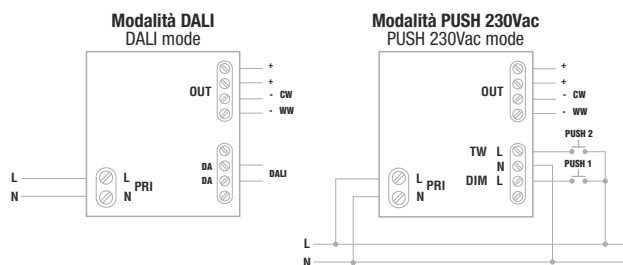 Modalità DALI
DALI mode
OUT
+
+
- CW
- WW
DA
DA
DALI
L
N
L
N
PRI
Modalità PUSH 230Vac
PUSH 230Vac mode
OUT
+
+
- CW
- WW
PUSH 2
TW L
N
PUSH 1
DIM L
L
N
PRI
L
N